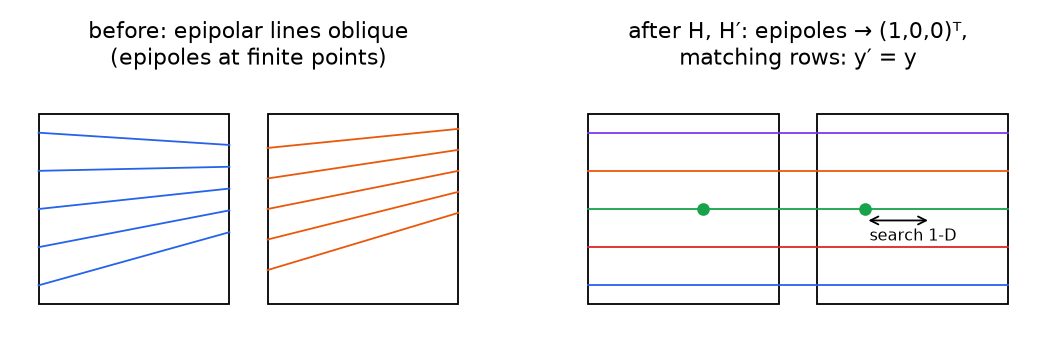 before: epipolar lines oblique
(epipoles at finite points)
after H, H′: epipoles → (1,0,0)ᵀ,
matching rows: y′ = y
search 1-D